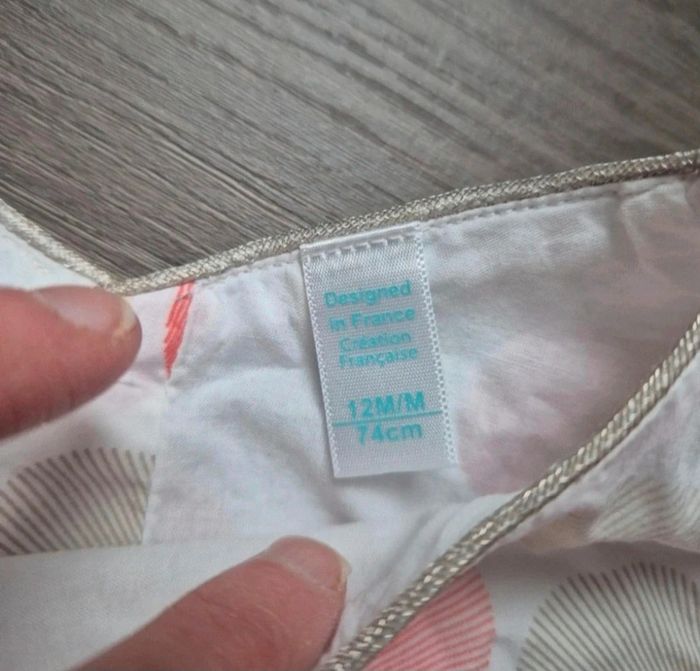 Designed
in France
Création
Française
12M/M
74cm